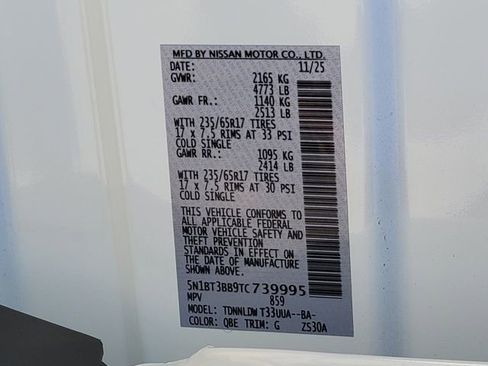 MFD BY NISSAN MOTOR CO., LTD.
DATE: 11/25
GVWR: 2165 KG
4773 LB
GAWR FR.: 1140 KG
2513 LB
WITH 235/65R17 TIRES
17 x 7.5 RIMS AT 33 PSI
COLD SINGLE
GAWR RR.: 1095 KG
2414 LB
WITH 235/65R17 TIRES
17 x 7.5 RIMS AT 30 PSI
COLD SINGLE
THIS VEHICLE CONFORMS TO
ALL APPLICABLE FEDERAL
MOTOR VEHICLE SAFETY AND
THEFT PREVENTION
STANDARDS IN EFFECT ON
THE DATE OF MANUFACTURE
SHOWN ABOVE.
5N1BT3BB9TC739995
MPV 859
MODEL: TDNNLDW T33UUA--BA-
COLOR: QBE TRIM: G ZS30A